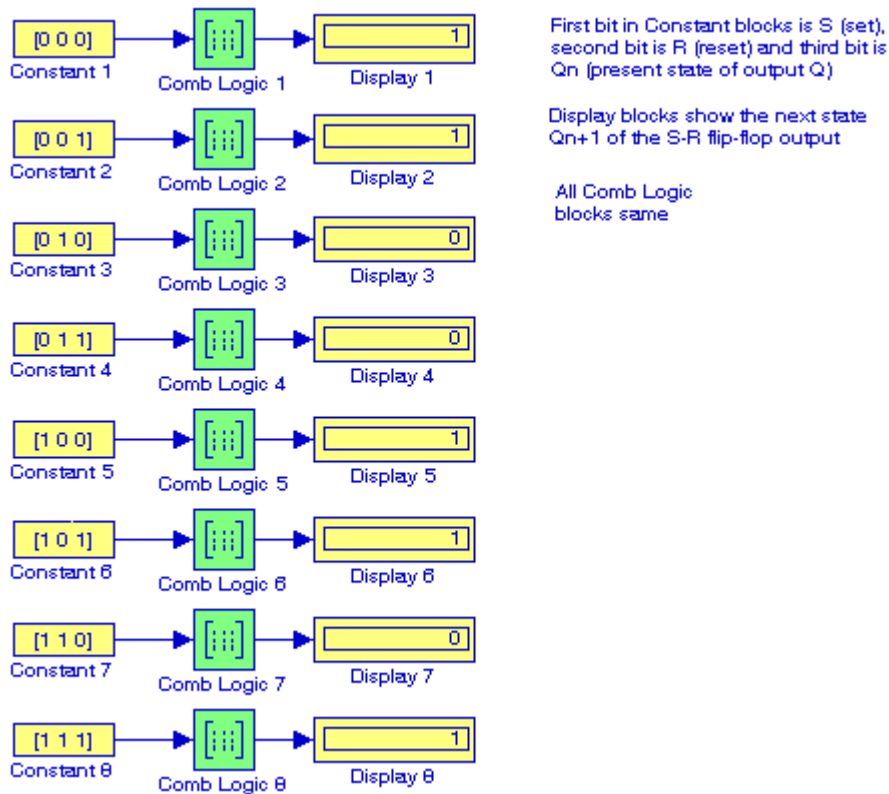 [0 0 0]
Constant 1
Comb Logic 1
1
Display 1
[0 0 1]
Constant 2
Comb Logic 2
1
Display 2
[0 1 0]
Constant 3
Comb Logic 3
0
Display 3
[0 1 1]
Constant 4
Comb Logic 4
0
Display 4
[1 0 0]
Constant 5
Comb Logic 5
1
Display 5
[1 0 1]
Constant 6
Comb Logic 6
1
Display 6
[1 1 0]
Constant 7
Comb Logic 7
0
Display 7
[1 1 1]
Constant 8
Comb Logic 8
1
Display 8
First bit in Constant blocks is S (set),
second bit is R (reset) and third bit is
Qn (present state of output Q)
Display blocks show the next state
Qn+1 of the S-R flip-flop output
All Comb Logic
blocks same